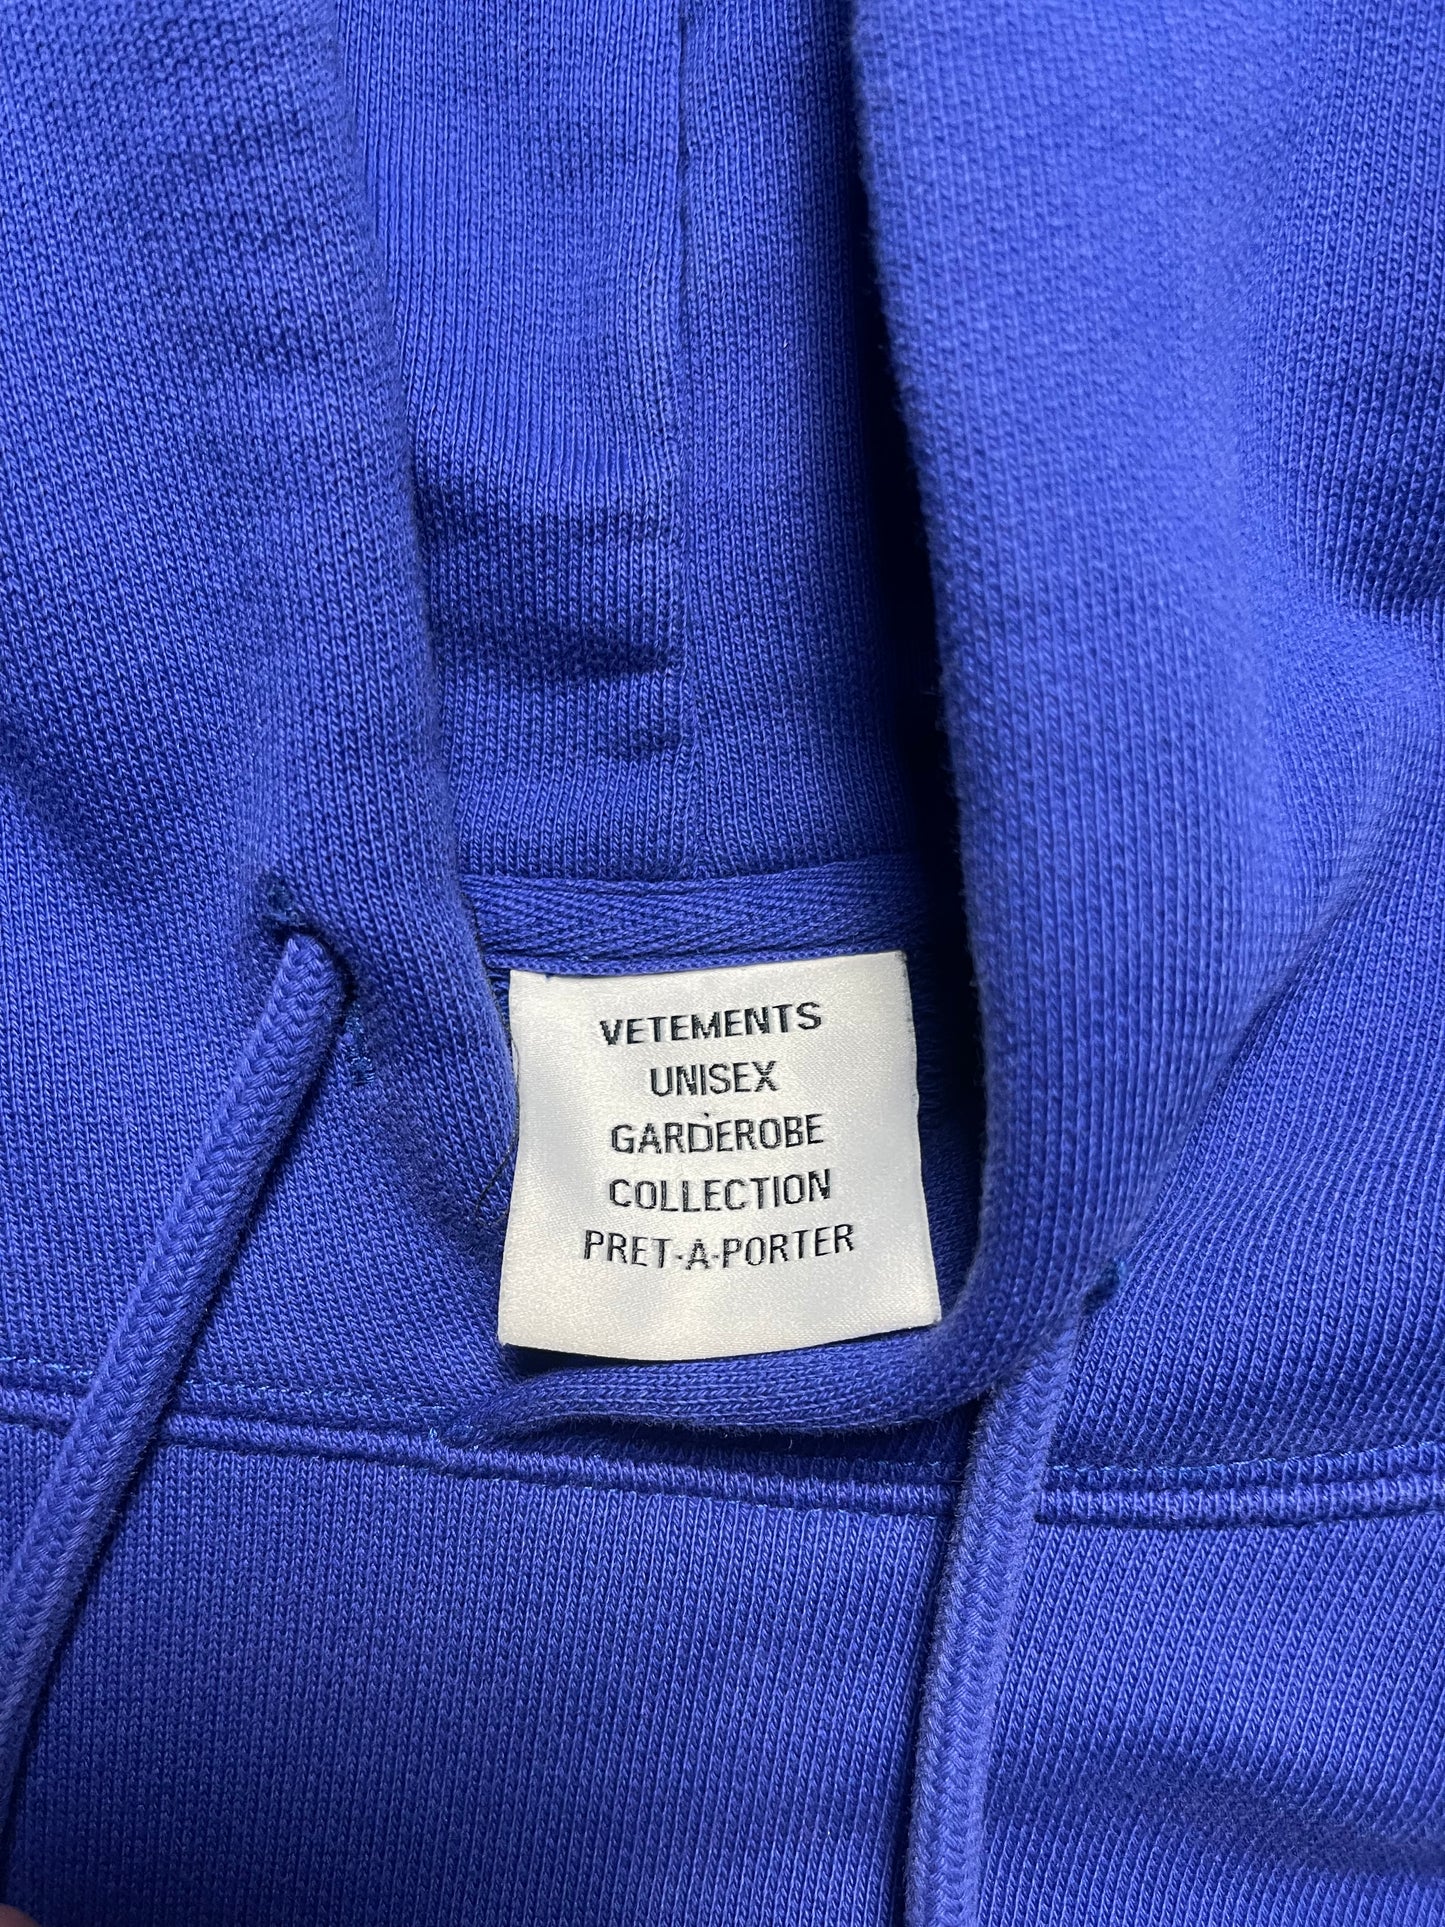 VETEMENTS
UNISEX
GARDEROBE
COLLECTION
PRET-A-PORTER